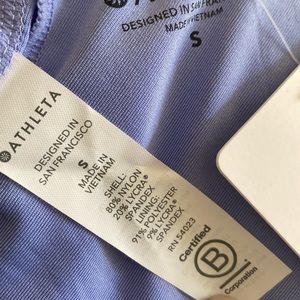 DESIGNED IN
SAN FRAN
MADE IN
VIETNAM
S
ATHLETA
DESIGNED IN
SAN FRANCISCO
S
MADE IN
VIETNAM
SHELL:
80% NYLON
20% LYCRA®
SPANDEX
LINING:
91% POLYESTER
9% LYCRA®
SPANDEX
RN 54023
Certified
B
Corporation